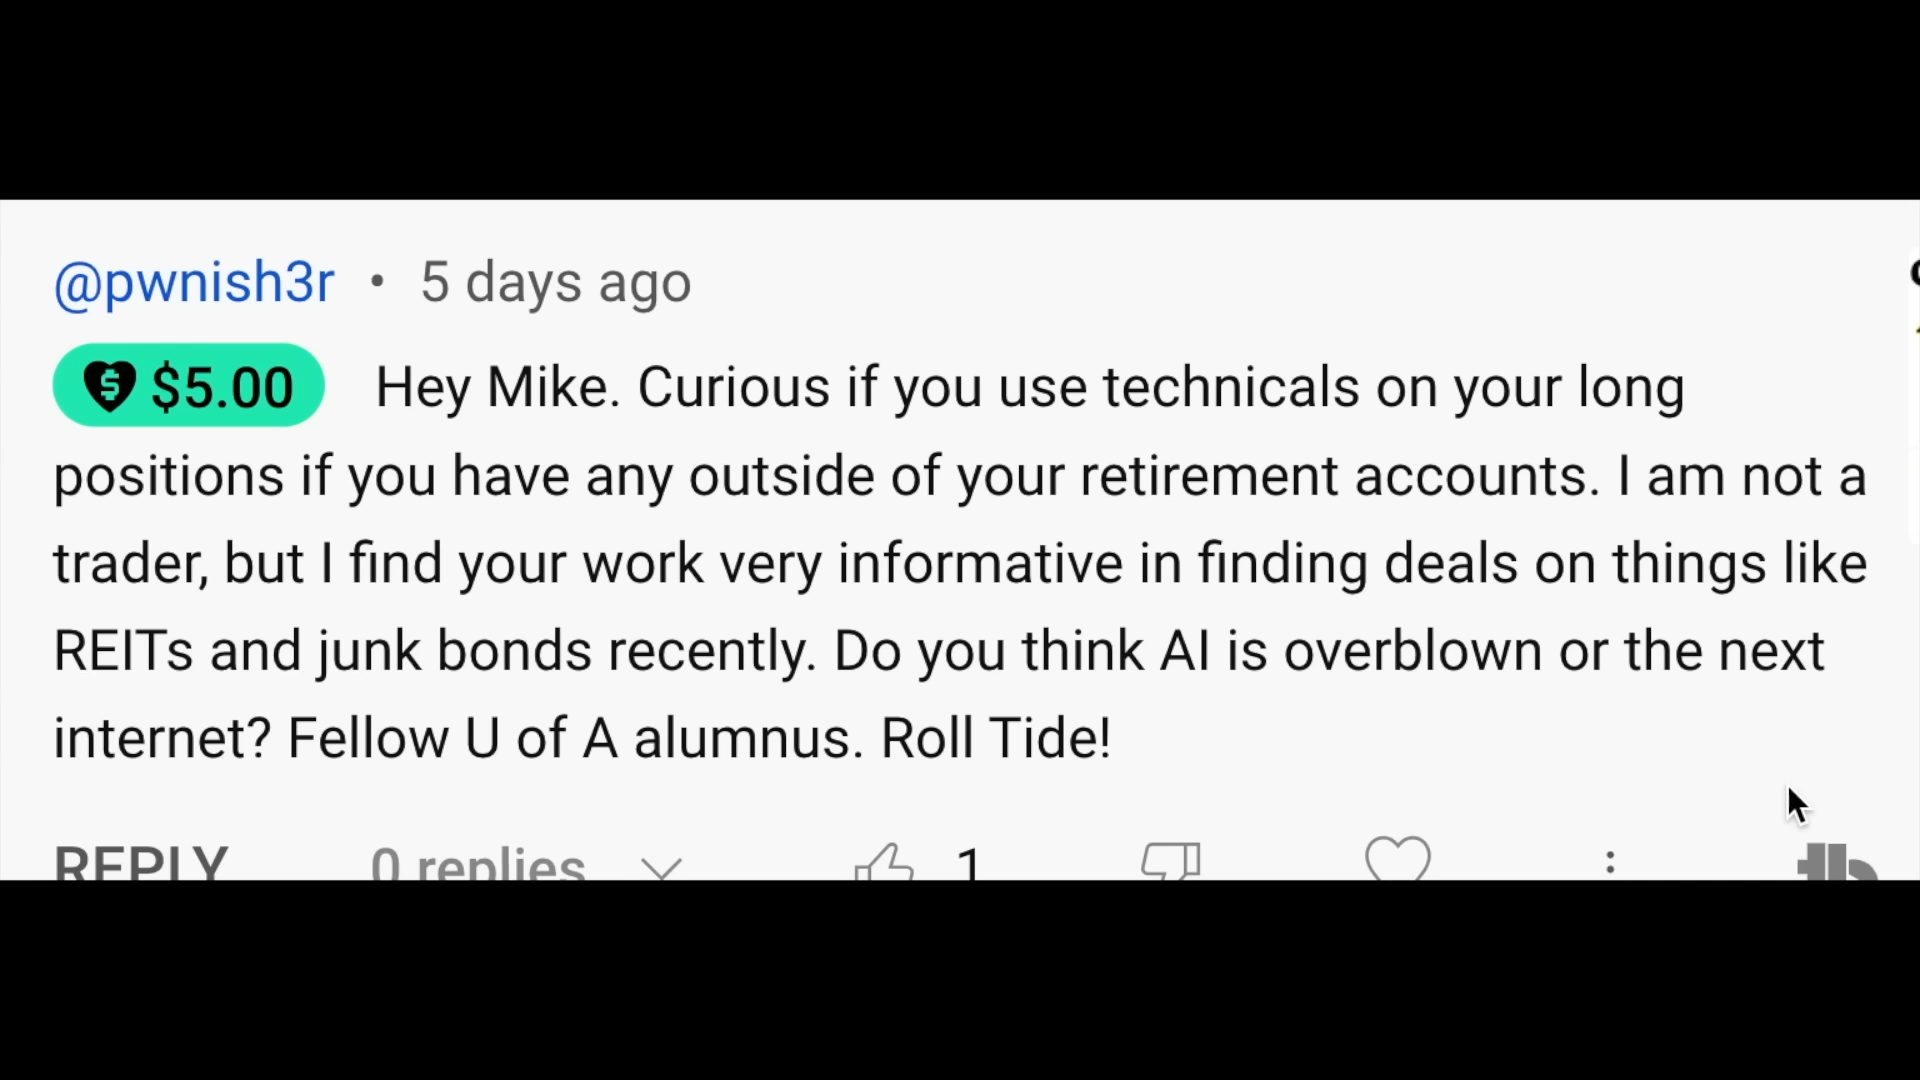 @pwnish3r • 5 days ago
$5.00 Hey Mike. Curious if you use technicals on your long
positions if you have any outside of your retirement accounts. I am not a
trader, but I find your work very informative in finding deals on things like
REITs and junk bonds recently. Do you think AI is overblown or the next
internet? Fellow U of A alumnus. Roll Tide!
REPLY 0 replies 1